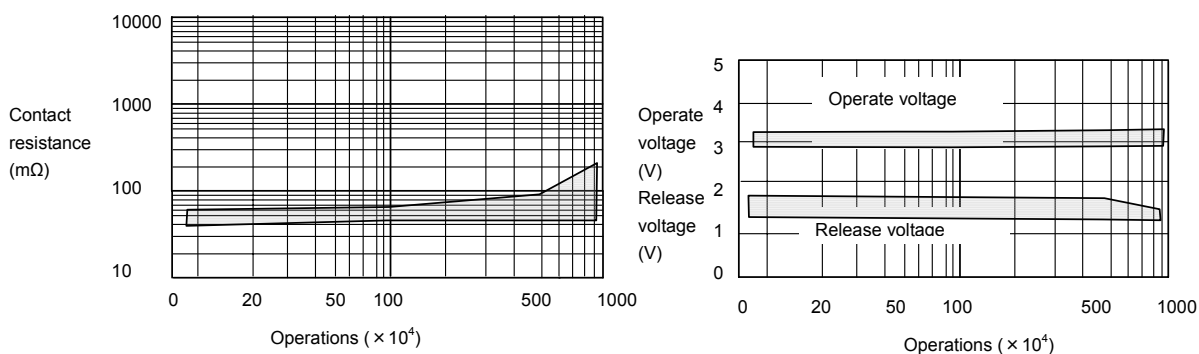 10000
1000
100
10
Contact
resistance
(mΩ)
0 20 50 100 500 1000
Operations ( × 10⁴)
5
4
3
2
1
0
Operate
voltage
(V)
Release
voltage
(V)
Operate voltage
Release voltage
0 20 50 100 500 1000
Operations ( × 10⁴)